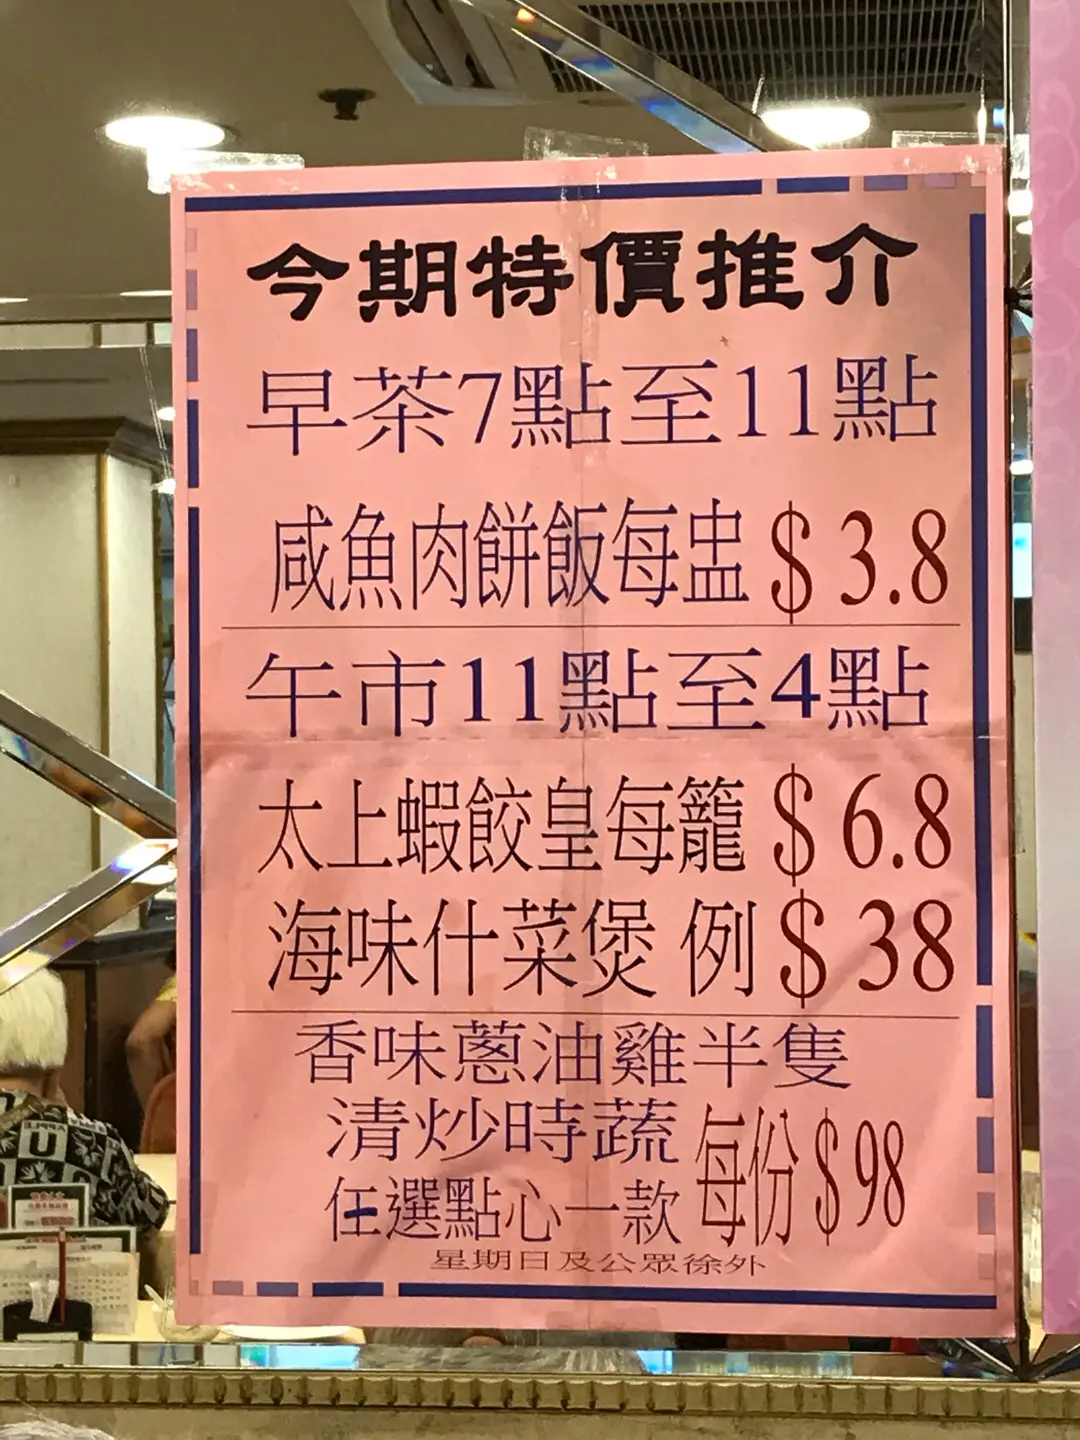 今期特價推介
早茶7點至11點
咸魚肉餅飯每盅 $3.8
午市11點至4點
太上蝦餃皇每籠 $6.8
海味什菜煲 例 $38
香味蔥油雞半隻
清炒時蔬
任選點心一款 每份 $98
星期日及公眾徐外